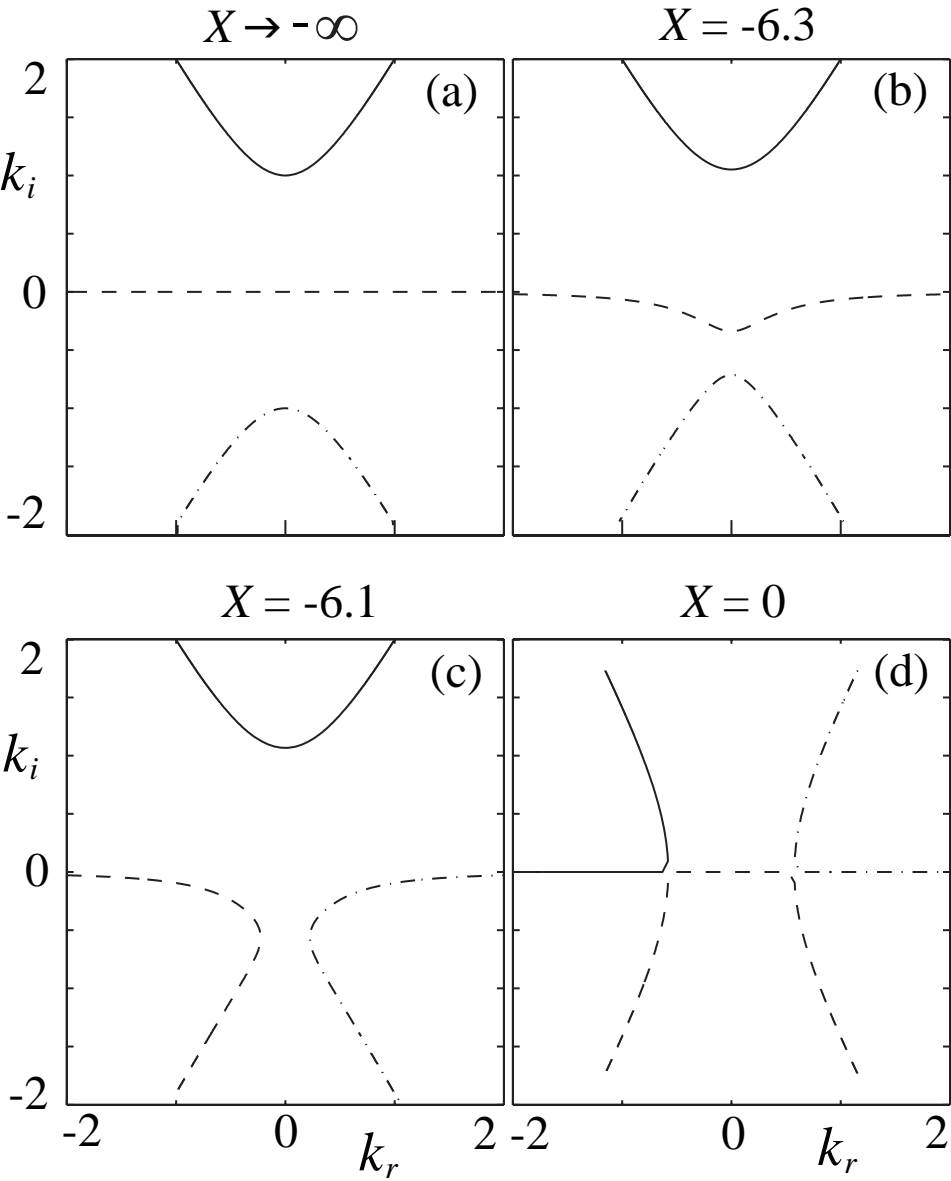 X → -∞ X = -6.3
2 (a) (b)
k_i
0
-2
X = -6.1 X = 0
2 (c) (d)
k_i
0
-2
-2 0 2 -2 0 2
k_r k_r